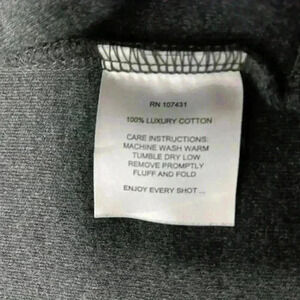 RN 107431
100% LUXURY COTTON
CARE INSTRUCTIONS:
MACHINE WASH WARM
TUMBLE DRY LOW
REMOVE PROMPTLY
FLUFF AND FOLD
ENJOY EVERY SHOT ...